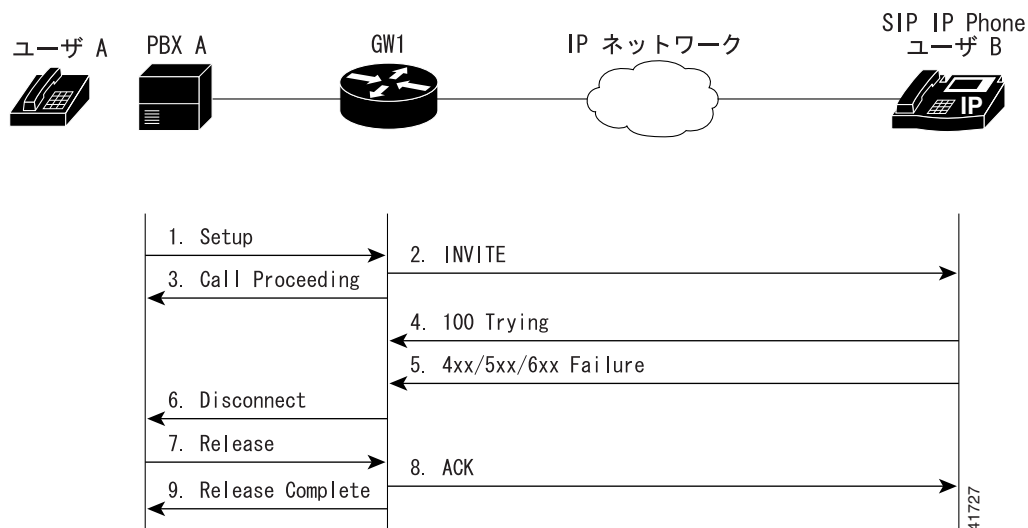 ユーザ A
PBX A
GW1
IP ネットワーク
SIP IP Phone
ユーザ B
IP
1. Setup
2. INVITE
3. Call Proceeding
4. 100 Trying
5. 4xx/5xx/6xx Failure
6. Disconnect
7. Release
8. ACK
9. Release Complete
41727